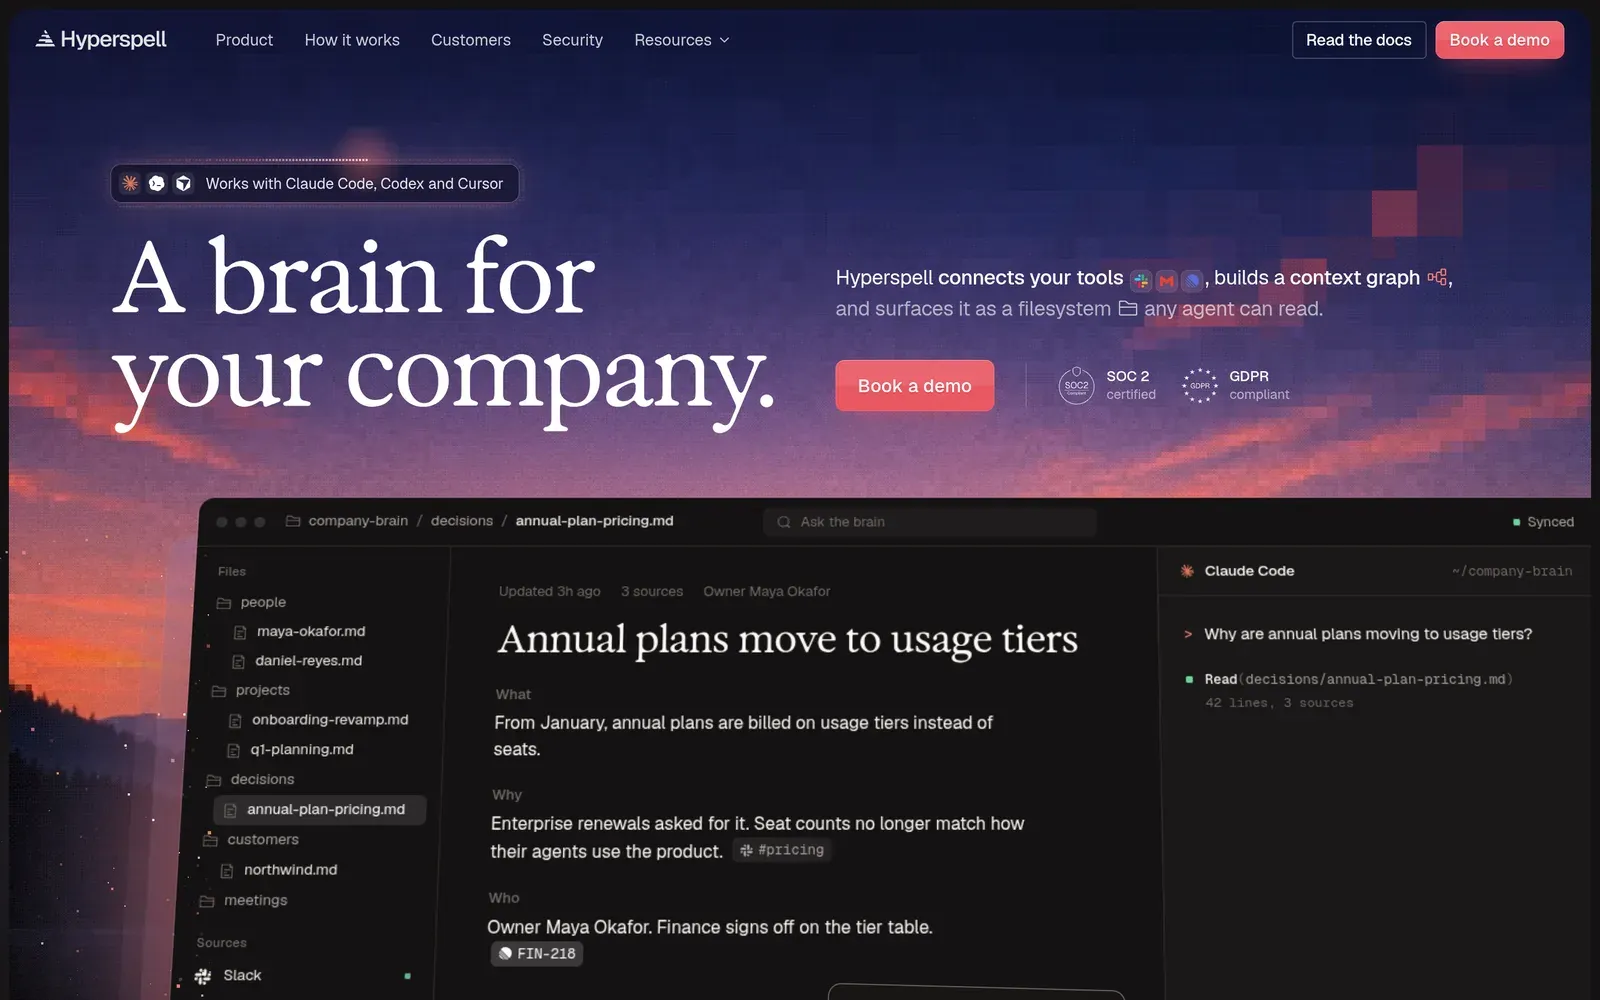 Hyperspell
Product
How it works
Customers
Security
Resources
Read the docs
Book a demo
Works with Claude Code, Codex and Cursor
A brain for
your company.
Hyperspell connects your tools , builds a context graph ,
and surfaces it as a filesystem any agent can read.
Book a demo
SOC2
SOC 2
certified
GDPR
GDPR
compliant
company-brain / decisions / annual-plan-pricing.md
Ask the brain
Synced
Files
people
maya-okafor.md
daniel-reyes.md
projects
onboarding-revamp.md
q1-planning.md
decisions
annual-plan-pricing.md
customers
northwind.md
meetings
Sources
Slack
Updated 3h ago 3 sources Owner Maya Okafor
Annual plans move to usage tiers
What
From January, annual plans are billed on usage tiers instead of
seats.
Why
Enterprise renewals asked for it. Seat counts no longer match how
their agents use the product. #pricing
Who
Owner Maya Okafor. Finance signs off on the tier table.
FIN-218
Claude Code
~/company-brain
> Why are annual plans moving to usage tiers?
Read(decisions/annual-plan-pricing.md)
42 lines, 3 sources